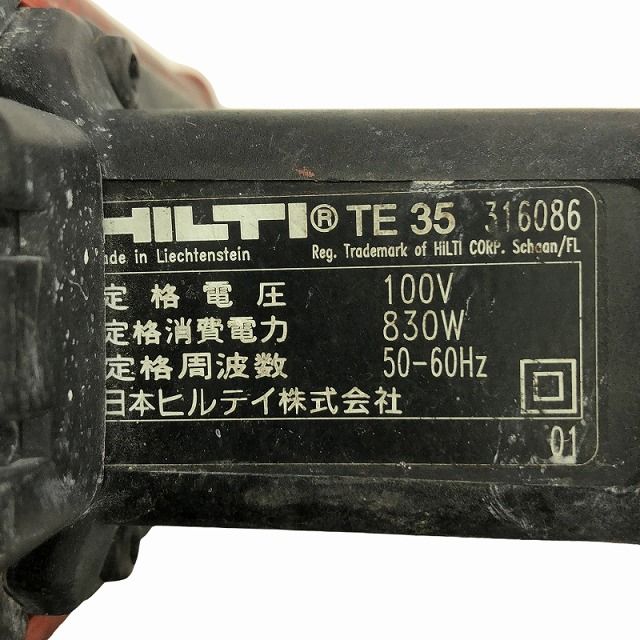 HILTI® TE 35 316086
Made in Liechtenstein Reg. Trademark of HILTI CORP. Schaan/FL
定格電圧 100V
定格消費電力 830W
定格周波数 50-60Hz
日本ヒルティ株式会社
01